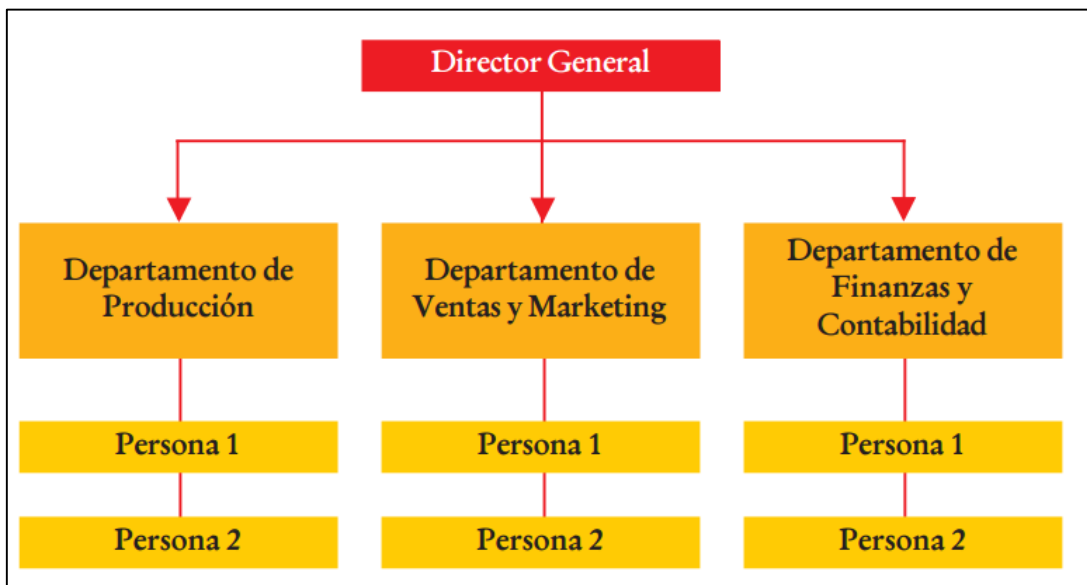 Director General
Departamento de
Producción
Departamento de
Ventas y Marketing
Departamento de
Finanzas y
Contabilidad
Persona 1
Persona 1
Persona 1
Persona 2
Persona 2
Persona 2